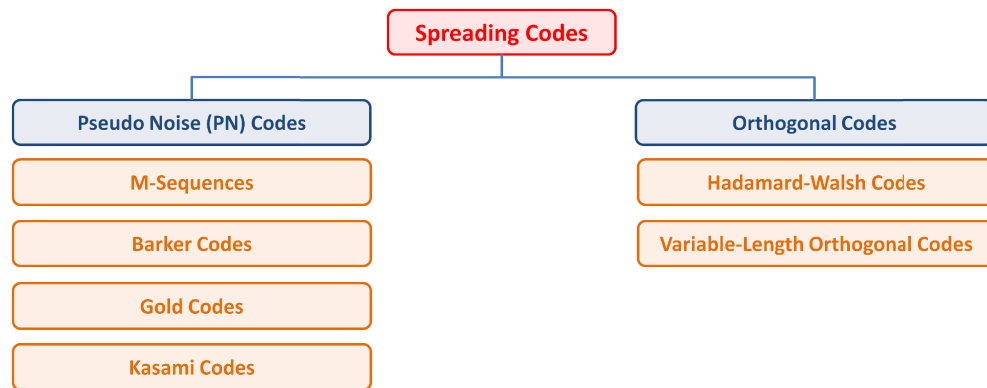 Spreading Codes
Pseudo Noise (PN) Codes
Orthogonal Codes
M-Sequences
Hadamard-Walsh Codes
Barker Codes
Variable-Length Orthogonal Codes
Gold Codes
Kasami Codes